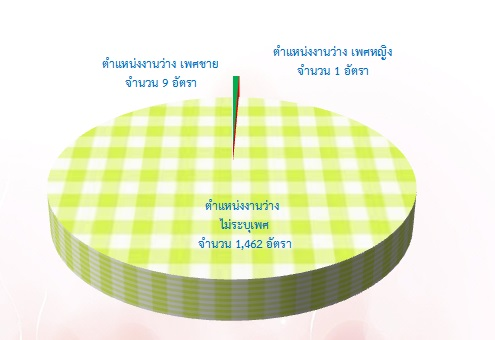 ตำแหน่งงานว่าง เพศชาย
จำนวน 9 อัตรา
ตำแหน่งงานว่าง เพศหญิง
จำนวน 1 อัตรา
ตำแหน่งงานว่าง
ไม่ระบุเพศ
จำนวน 1,462 อัตรา